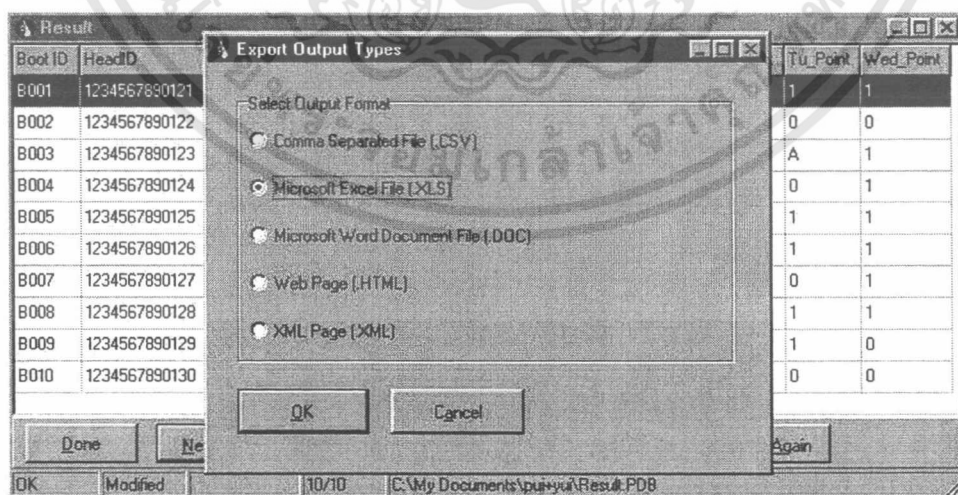 Result
Export Output Types
Boot ID HeadID Tu_Point Wed_Point
B001 1234567890121 1 1
B002 1234567890122 0 0
B003 1234567890123 A 1
B004 1234567890124 0 1
B005 1234567890125 1 1
B006 1234567890126 1 1
B007 1234567890127 0 1
B008 1234567890128 1 1
B009 1234567890129 1 0
B010 1234567890130 0 0
Select Output Format
Comma Separated File (.CSV)
Microsoft Excel File (.XLS)
Microsoft Word Document File (.DOC)
Web Page (.HTML)
XML Page (.XML)
OK Cancel
Done Ne Again
OK Modified 10/10 C:\My Documents\pui+yui\Result.PDB